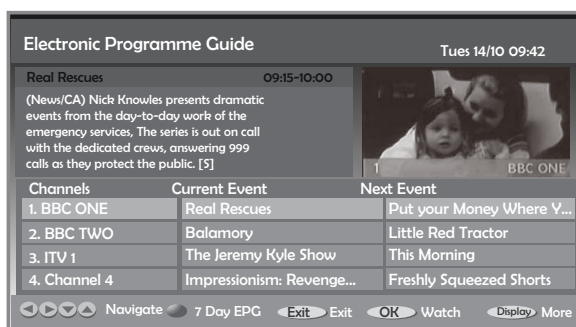 Electronic Programme Guide
Tues 14/10 09:42
Real Rescues 09:15-10:00
(News/CA) Nick Knowles presents dramatic
events from the day-to-day work of the
emergency services, The series is out on call
with the dedicated crews, answering 999
calls as they protect the public. [S]
1 BBC ONE
Channels Current Event Next Event
1. BBC ONE Real Rescues Put your Money Where Y...
2. BBC TWO Balamory Little Red Tractor
3. ITV 1 The Jeremy Kyle Show This Morning
4. Channel 4 Impressionism: Revenge... Freshly Squeezed Shorts
Navigate 7 Day EPG Exit Exit OK Watch Display More